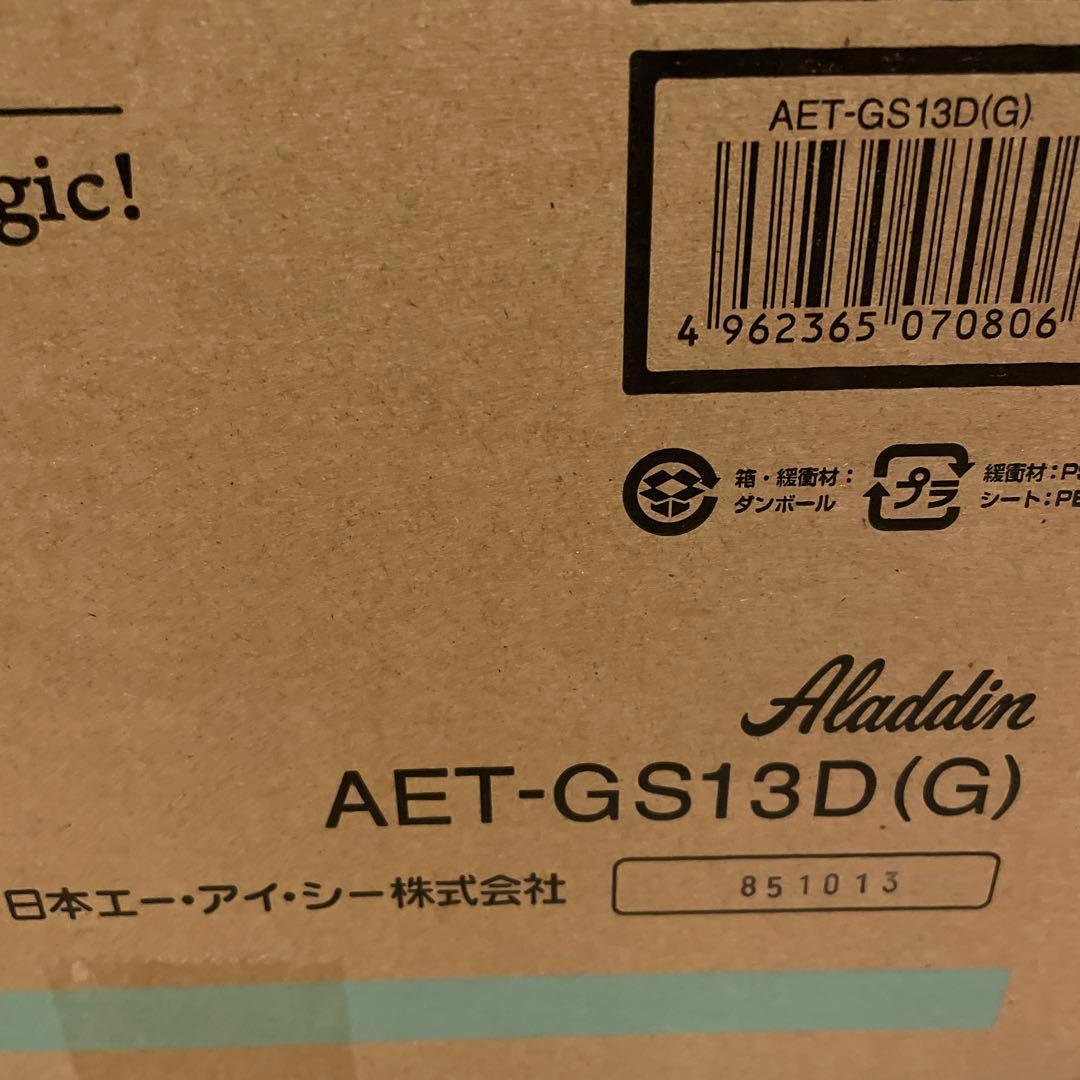 gic!
AET-GS13D(G)
4 962365 070806
箱・緩衝材：
ダンボール
プラ
緩衝材：PS
シート：PE
Aladdin
AET-GS13D(G)
日本エー・アイ・シー株式会社
851013